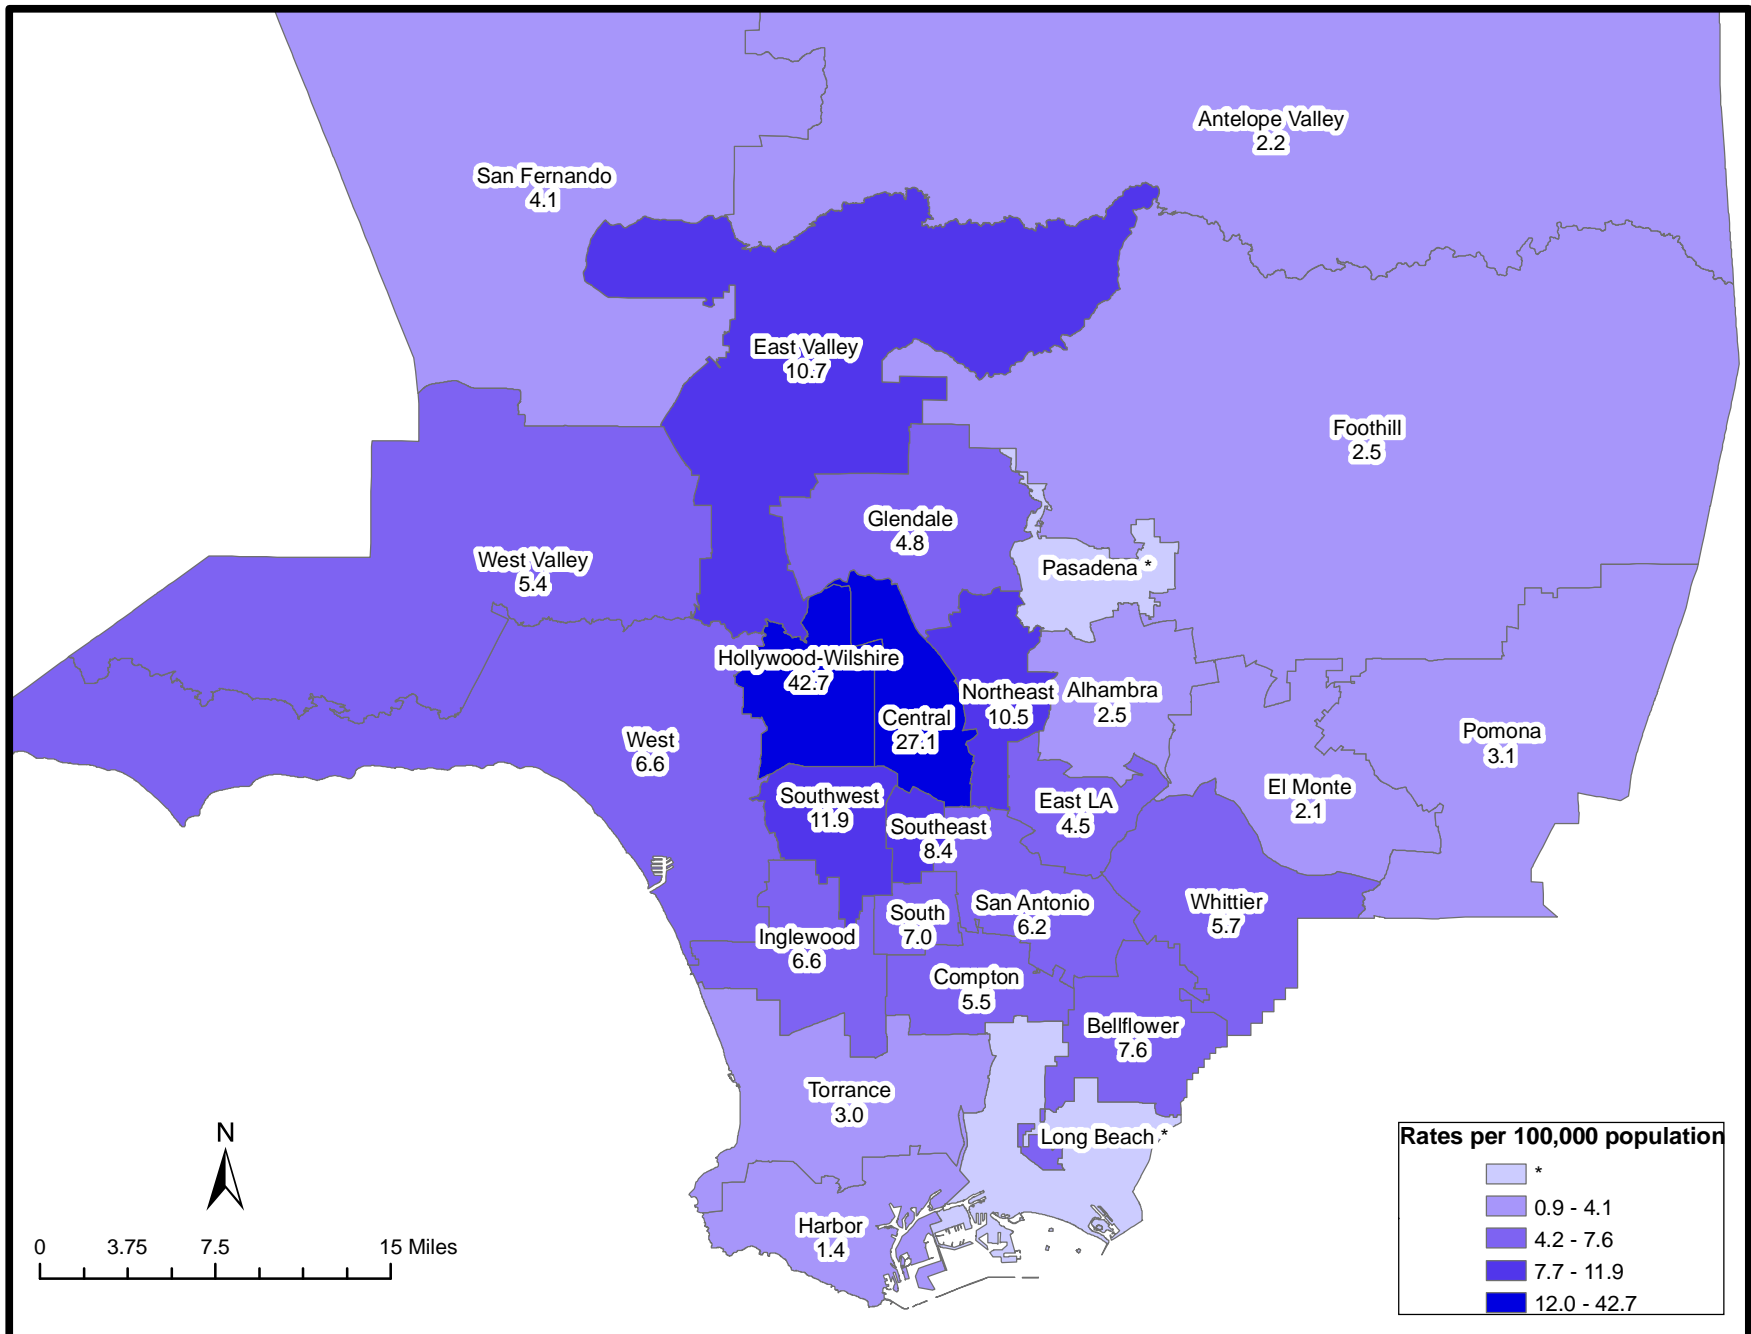 Antelope Valley
2.2
San Fernando
4.1
East Valley
10.7
Foothill
2.5
Glendale
4.8
West Valley
5.4
Pasadena *
Hollywood-Wilshire
42.7
Northeast
10.5
Alhambra
2.5
Central
27.1
West
6.6
Pomona
3.1
El Monte
2.1
Southwest
11.9
East LA
4.5
Southeast
8.4
Whittier
5.7
San Antonio
6.2
South
7.0
Inglewood
6.6
Compton
5.5
Bellflower
7.6
Torrance
3.0
Long Beach *
Harbor
1.4
N
0 3.75 7.5 15 Miles
Rates per 100,000 population
*
0.9 - 4.1
4.2 - 7.6
7.7 - 11.9
12.0 - 42.7